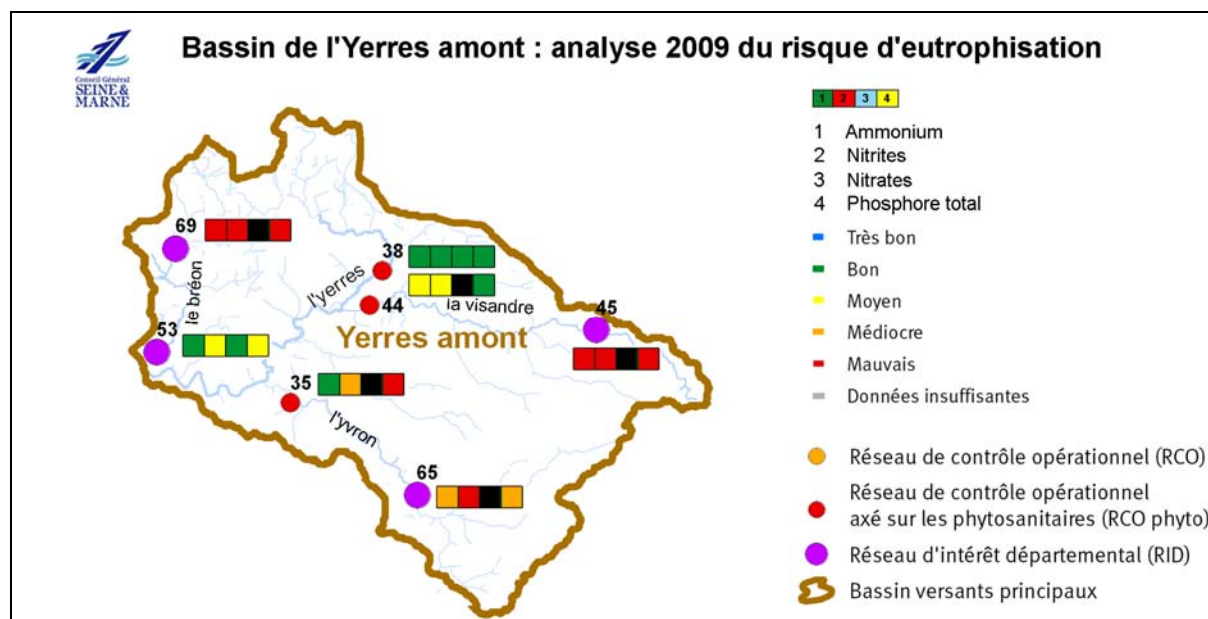 Bassin de l'Yerres amont : analyse 2009 du risque d'eutrophisation
Conseil Général
SEINE &
MARNE
1 2 3 4
1 Ammonium
2 Nitrites
3 Nitrates
4 Phosphore total
Très bon
Bon
Moyen
Médiocre
Mauvais
Données insuffisantes
Réseau de contrôle opérationnel (RCO)
Réseau de contrôle opérationnel
axé sur les phytosanitaires (RCO phyto)
Réseau d'intérêt départemental (RID)
Bassin versants principaux
69
38
le bréon
l'yerres
44
la visandre
45
53
Yerres amont
35
l'yvron
65